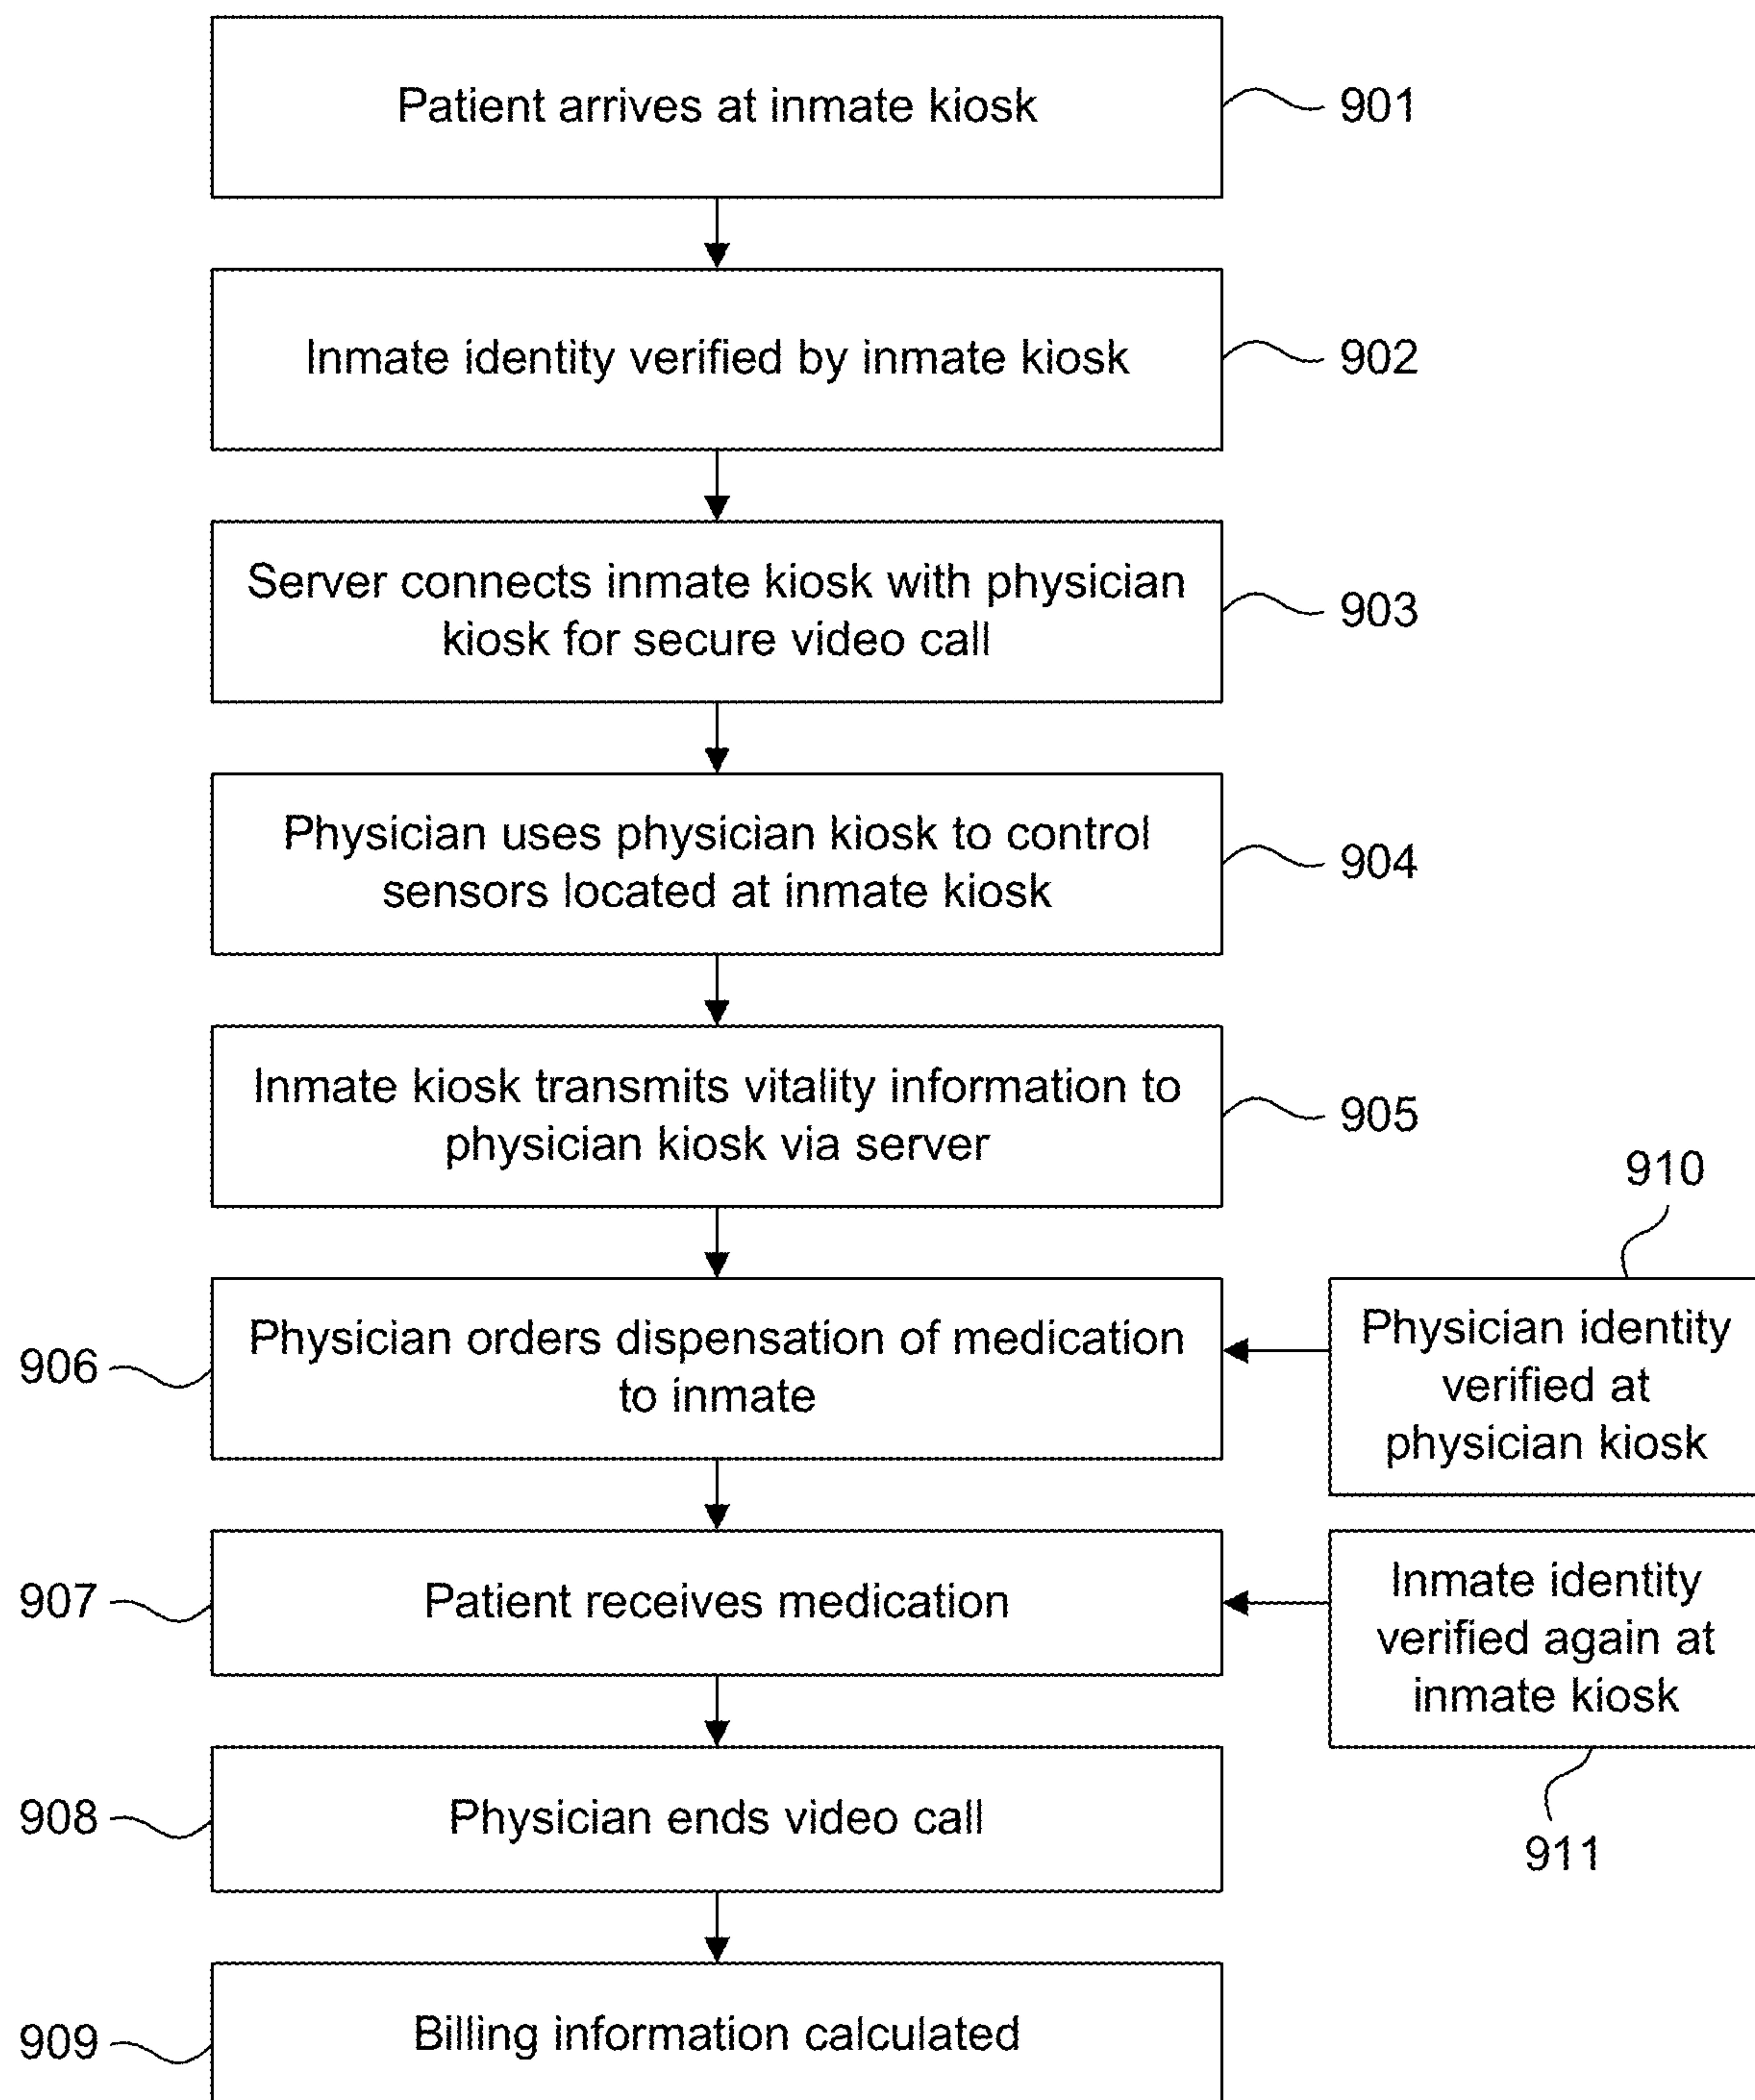 Patient arrives at inmate kiosk
901
Inmate identity verified by inmate kiosk
902
Server connects inmate kiosk with physician
kiosk for secure video call
903
Physician uses physician kiosk to control
sensors located at inmate kiosk
904
Inmate kiosk transmits vitality information to
physician kiosk via server
905
910
906
Physician orders dispensation of medication
to inmate
Physician identity
verified at
physician kiosk
907
Patient receives medication
Inmate identity
verified again at
inmate kiosk
908
Physician ends video call
911
909
Billing information calculated